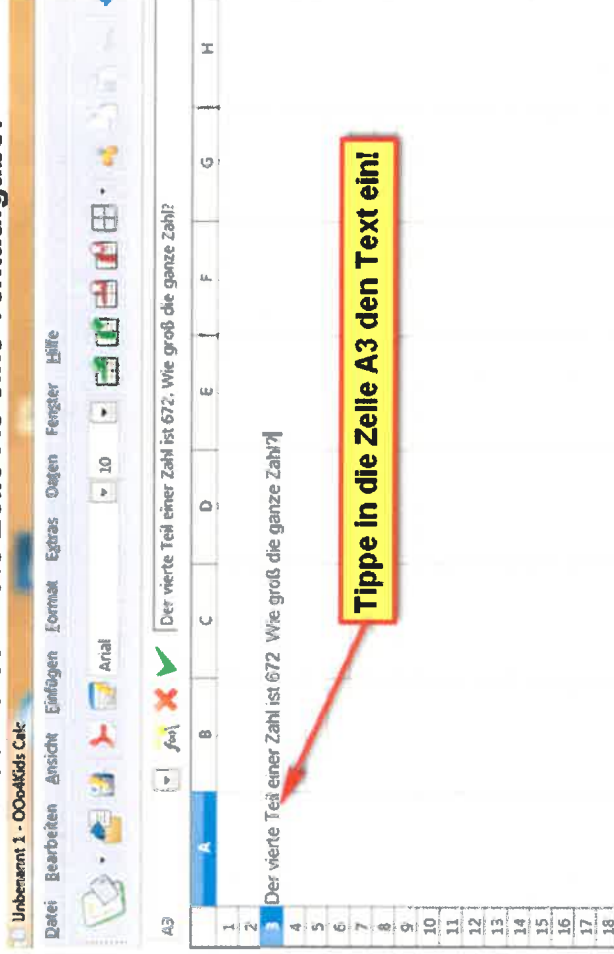 Unbenannt 1 - OOo4Kids Calc
Datei Bearbeiten Ansicht Einfügen Format Extras Daten Fenster Hilfe
Arial 10
A3 f(x) Der vierte Teil einer Zahl ist 672. Wie groß die ganze Zahl?
A B C D E F G H
1
2
3 Der vierte Teil einer Zahl ist 672. Wie groß die ganze Zahl?
4
5
6
7
8
9
10
11
12
13
14
15
16
17
18
Tippe in die Zelle A3 den Text ein!